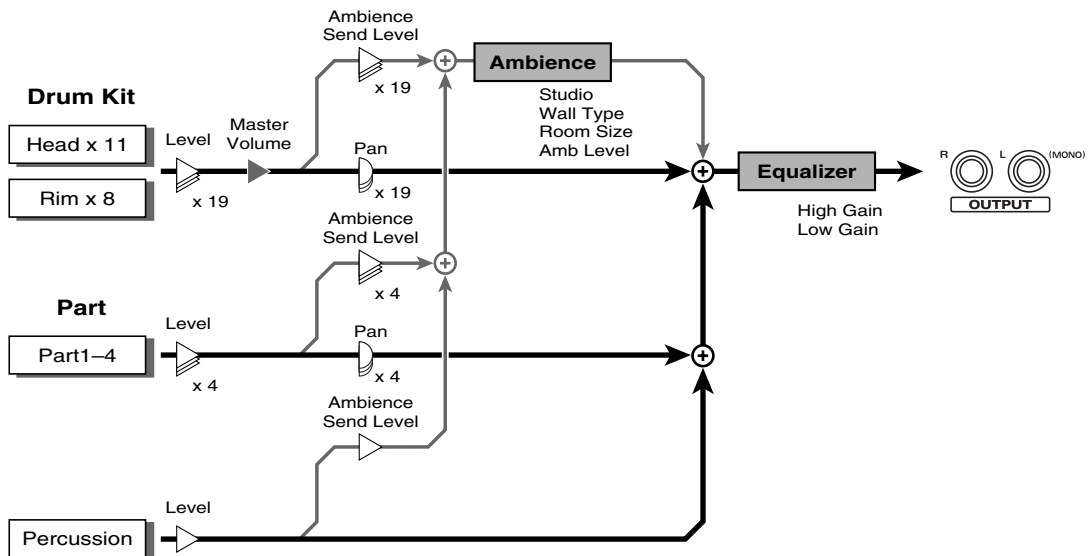 Ambience
Send Level
x 19
Ambience
Studio
Wall Type
Room Size
Amb Level
Drum Kit
Head x 11
Rim x 8
Level
x 19
Master
Volume
Pan
x 19
Equalizer
High Gain
Low Gain
R
L
(MONO)
OUTPUT
Ambience
Send Level
x 4
Part
Part1–4
Level
x 4
Pan
x 4
Ambience
Send Level
Percussion
Level